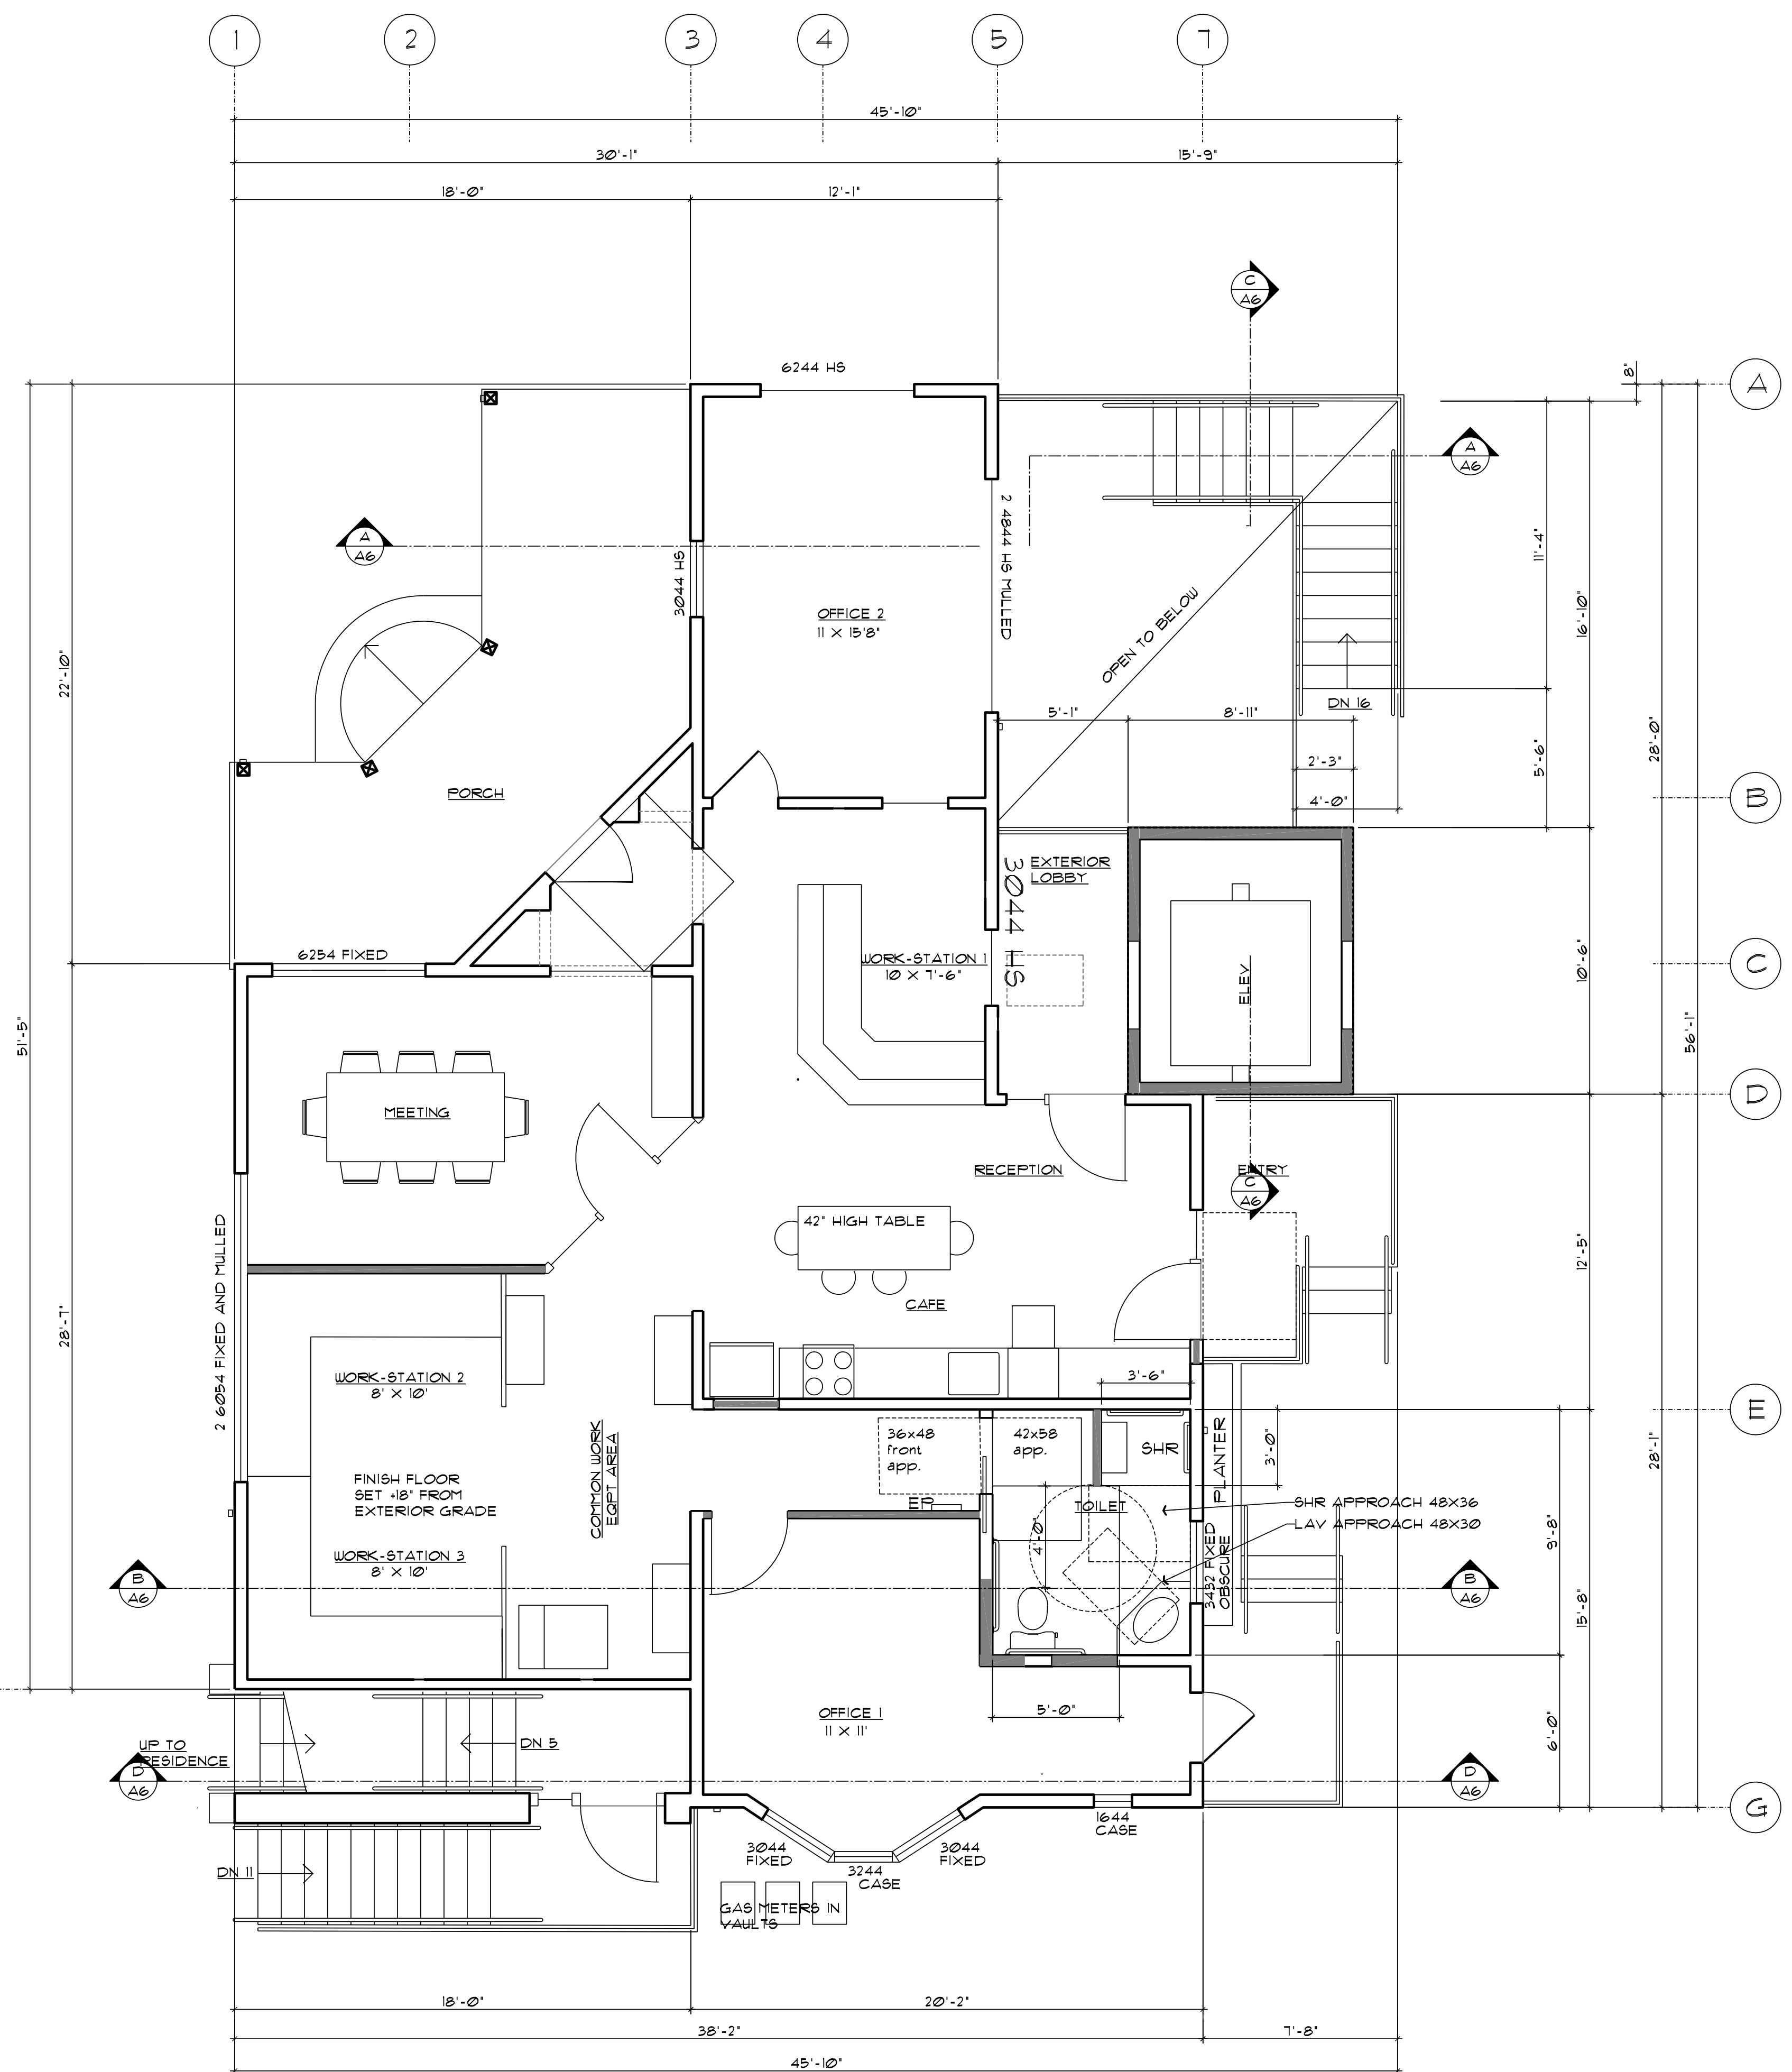 1 2 3 4 5 7
45'-10"
30'-1" 15'-9"
18'-0" 12'-1"
C
A6
6244 HS
8"
A
A
A6
A
A6
3044 HS
2 4844 HS MULLED
OFFICE 2
11 X 15'8"
OPEN TO BELOW
11'-4"
16'-10"
22'-10"
DN 16
5'-1" 8'-11"
2'-3"
4'-0"
5'-6"
28'-0"
B
PORCH
EXTERIOR
LOBBY
3044 HS
6254 FIXED
WORK-STATION 1
10 X 7'-6"
ELEV
10'-6"
C
51'-5"
56'-1"
MEETING
D
RECEPTION
ENTRY
C
A6
42" HIGH TABLE
CAFE
12'-5"
2 6054 FIXED AND MULLED
28'-7"
WORK-STATION 2
8' X 10'
3'-6"
E
COMMON WORK
EQPT AREA
36x48
front
app.
42x58
app.
SHR
PLANTER
3'-0"
28'-1"
FINISH FLOOR
SET +18" FROM
EXTERIOR GRADE
EP
TOILET
SHR APPROACH 48X36
LAV APPROACH 48X30
4'-0"
9'-8"
WORK-STATION 3
8' X 10'
3432 FIXED
OBSCURE
B
A6
B
A6
15'-8"
OFFICE 1
11 X 11'
5'-0"
6'-0"
UP TO
RESIDENCE
DN 5
D
A6
D
A6
G
1644
CASE
3044
FIXED
3044
FIXED
3244
CASE
DN 11
GAS METERS IN
VAULTS
18'-0" 20'-2"
38'-2" 7'-8"
45'-10"